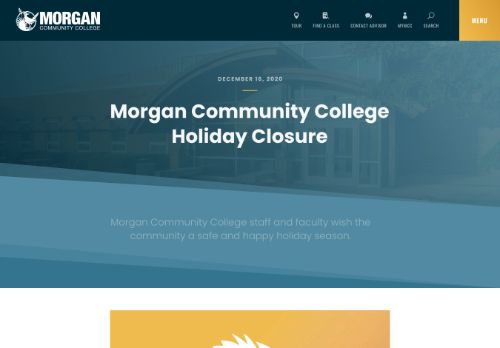 MORGAN
COMMUNITY COLLEGE
TOUR
FIND A CLASS
CONTACT ADVISOR
MYMCC
SEARCH
MENU
DECEMBER 16, 2020
Morgan Community College
Holiday Closure
Morgan Community College staff and faculty wish the
community a safe and happy holiday season.